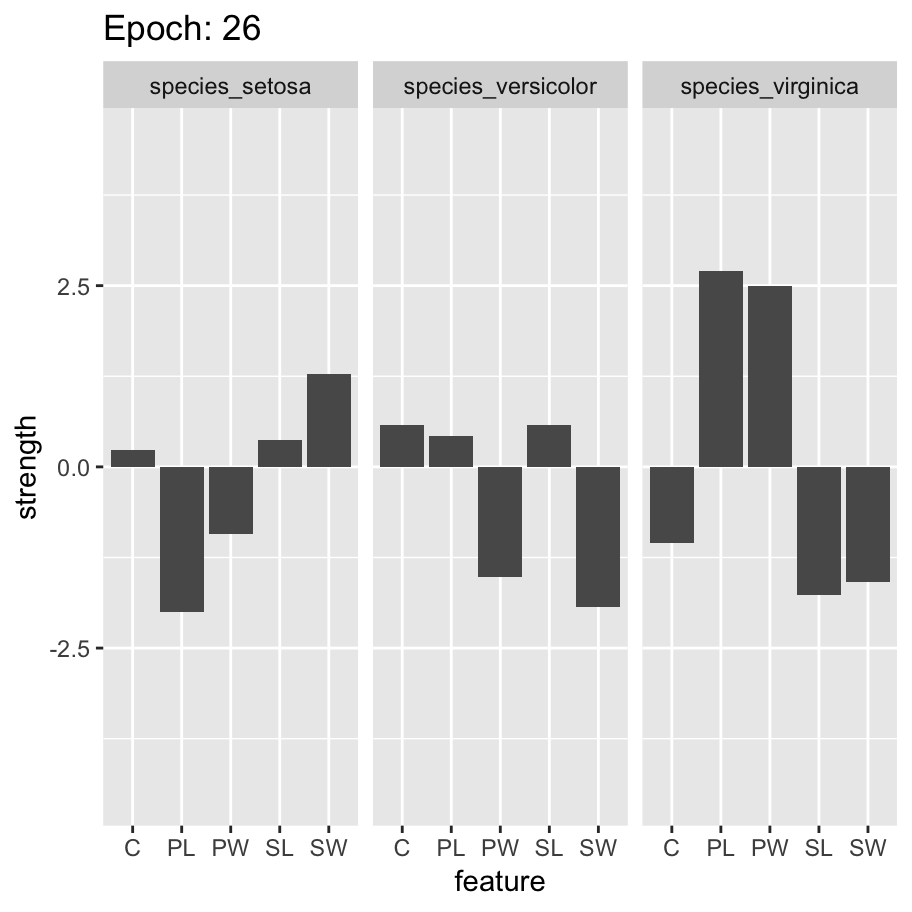 Epoch: 26
species_setosa species_versicolor species_virginica
2.5
0.0
-2.5
strength
C PL PW SL SW C PL PW SL SW C PL PW SL SW
feature